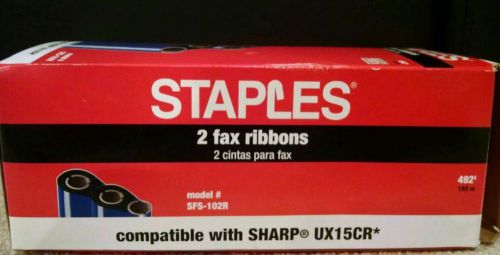 STAPLES®
2 fax ribbons
2 cintas para fax
model #
SFS-102R
492'
150 m
compatible with SHARP® UX15CR*